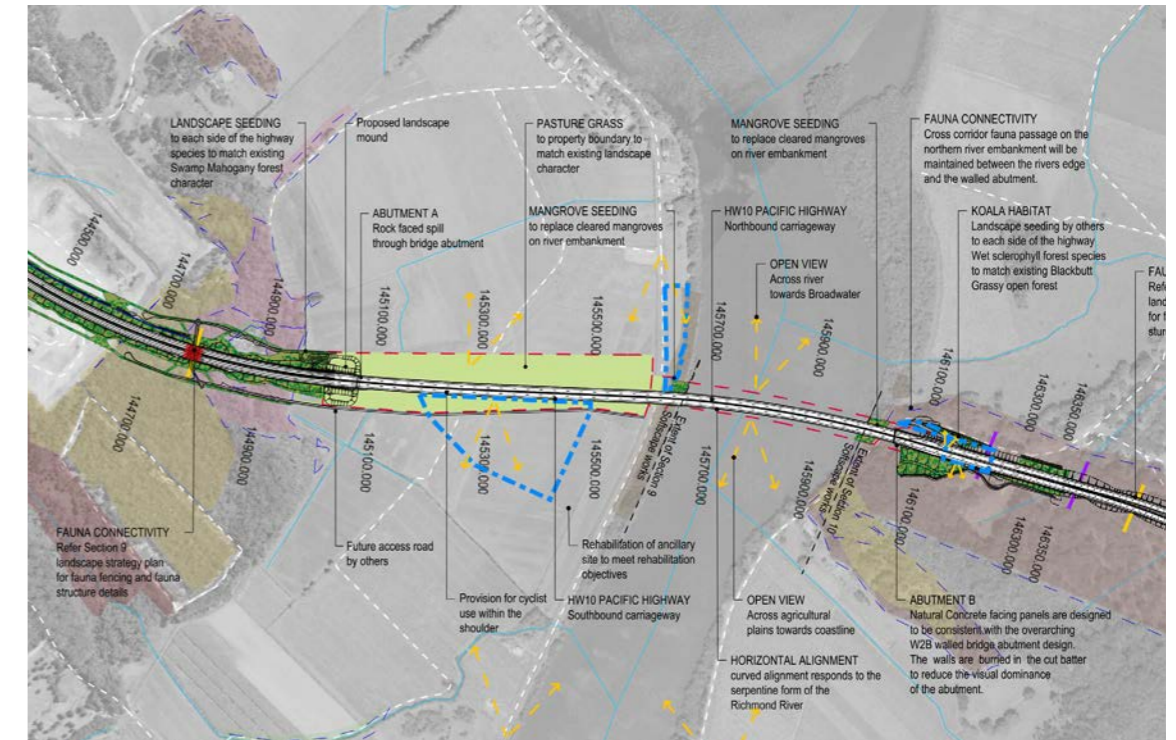 LANDSCAPE SEEDING
to each side of the highway
species to match existing
Swamp Mahogany forest
character
Proposed landscape
mound
PASTURE GRASS
to property boundary to
match existing landscape
character
MANGROVE SEEDING
to replace cleared mangroves
on river embankment
FAUNA CONNECTIVITY
Cross corridor fauna passage on the
northern river embankment will be
maintained between the rivers edge
and the walled abutment.
ABUTMENT A
Rock faced spill
through bridge abutment
MANGROVE SEEDING
to replace cleared mangroves
on river embankment
HW10 PACIFIC HIGHWAY
Northbound carriageway
KOALA HABITAT
Landscape seeding by others
to each side of the highway
Wet sclerophyll forest species
to match existing Blackbutt
Grassy open forest
OPEN VIEW
Across river
towards Broadwater
FAU
Refe
land
for f
stur
144500.000
144700.000
144900.000
145100.000
145300.000
145500.000
145700.000
145900.000
146100.000
146300.000
146350.000
144700.000
144900.000
145100.000
145300.000
145500.000
145700.000
145900.000
146100.000
146300.000
146350.000
Extent of Section 9
Softscape works
Extent of Section 10
Softscape works
FAUNA CONNECTIVITY
Refer Section 9
landscape strategy plan
for fauna fencing and fauna
structure details
Future access road
by others
Provision for cyclist
use within the
shoulder
Rehabilitation of ancillary
site to meet rehabilitation
objectives
HW10 PACIFIC HIGHWAY
Southbound carriageway
OPEN VIEW
Across agricultural
plains towards coastline
HORIZONTAL ALIGNMENT
curved alignment responds to the
serpentine form of the
Richmond River
ABUTMENT B
Natural Concrete facing panels are designed
to be consistent with the overarching
W2B walled bridge abutment design.
The walls are burried in the cut batter
to reduce the visual dominance
of the abutment.